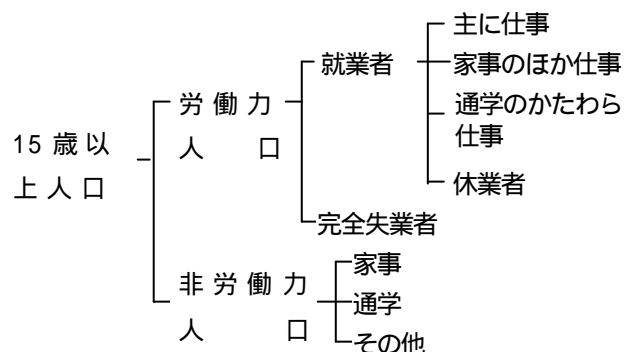 主に仕事
就業者
家事のほか仕事
通学のかたわら
仕事
労働力
人口
15歳以
上人口
休業者
完全失業者
非労働力
人口
家事
通学
その他